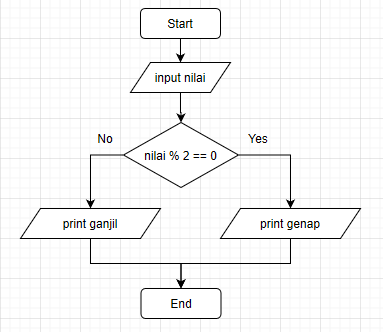 Start
input nilai
No
Yes
nilai % 2 == 0
print ganjil
print genap
End